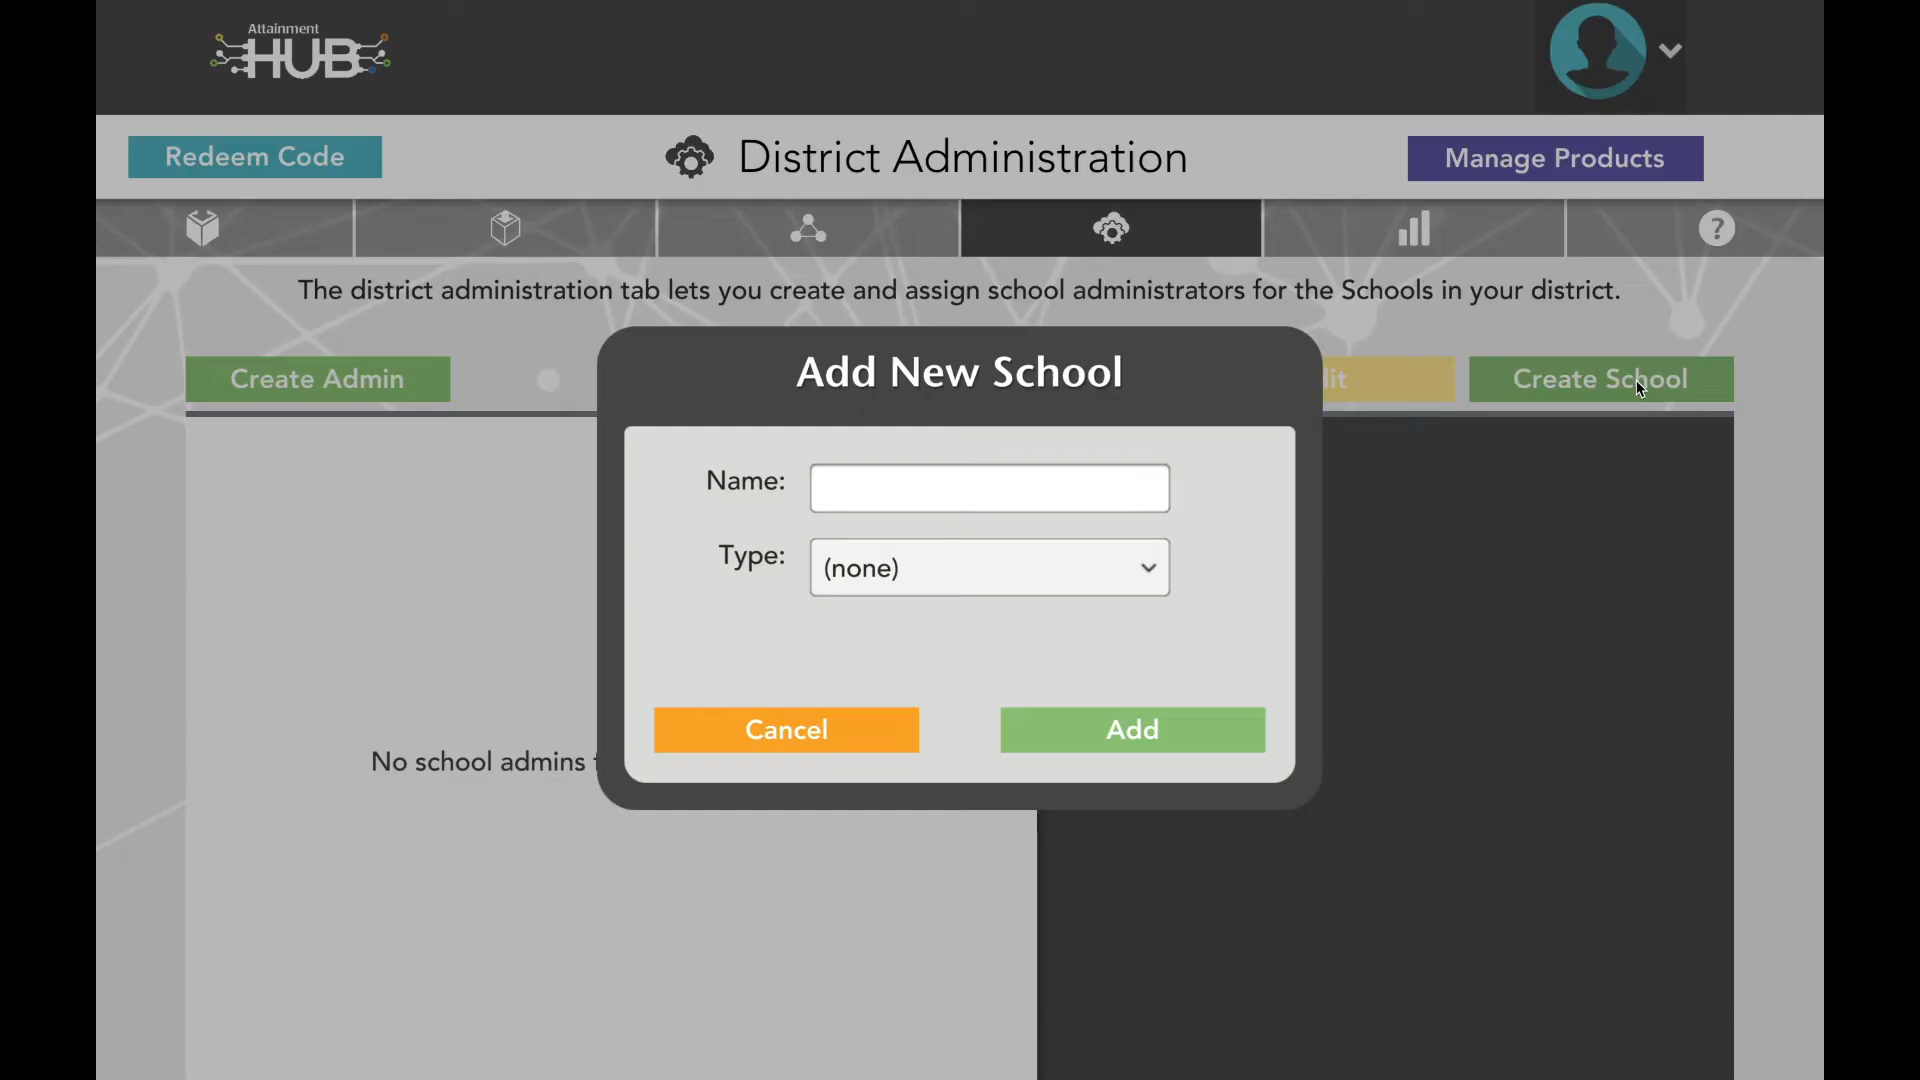 Attainment
HUB
Redeem Code
District Administration
Manage Products
?
The district administration tab lets you create and assign school administrators for the Schools in your district.
Create Admin
Add New School
Create School
Name:
Type:
(none)
Cancel
Add
No school admins